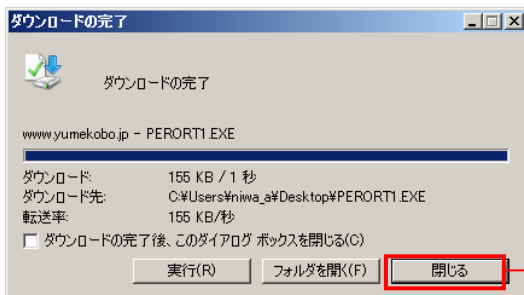 ダウンロードの完了
ダウンロードの完了
www.yumekobo.jp - PERORT1.EXE
ダウンロード: 155 KB / 1 秒
ダウンロード先: C:¥Users¥niwa_a¥Desktop¥PERORT1.EXE
転送率: 155 KB/秒
ダウンロードの完了後、このダイアログ ボックスを閉じる(C)
実行(R) フォルダを開く(F) 閉じる